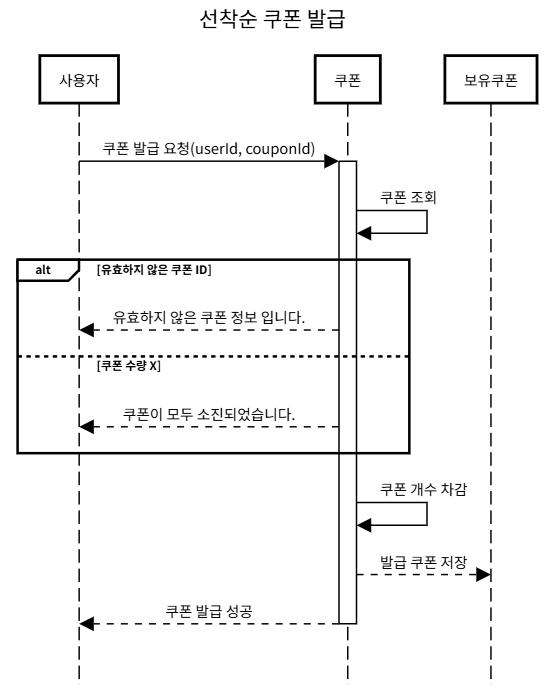 선착순 쿠폰 발급
사용자
쿠폰
보유쿠폰
쿠폰 발급 요청(userId, couponId)
쿠폰 조회
alt
[유효하지 않은 쿠폰 ID]
유효하지 않은 쿠폰 정보 입니다.
[쿠폰 수량 X]
쿠폰이 모두 소진되었습니다.
쿠폰 개수 차감
발급 쿠폰 저장
쿠폰 발급 성공